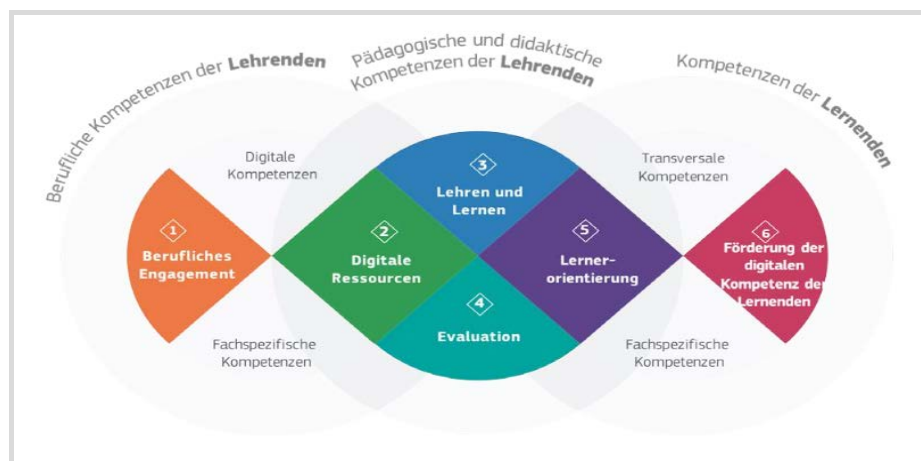 Berufliche Kompetenzen der Lehrenden
Pädagogische und didaktische
Kompetenzen der Lehrenden
Kompetenzen der Lernenden
Digitale
Kompetenzen
Transversale
Kompetenzen
3
Lehren und
Lernen
1
Berufliches
Engagement
2
Digitale
Ressourcen
5
Lerner-
orientierung
6
Förderung der
digitalen
Kompetenz der
Lernenden
4
Evaluation
Fachspezifische
Kompetenzen
Fachspezifische
Kompetenzen